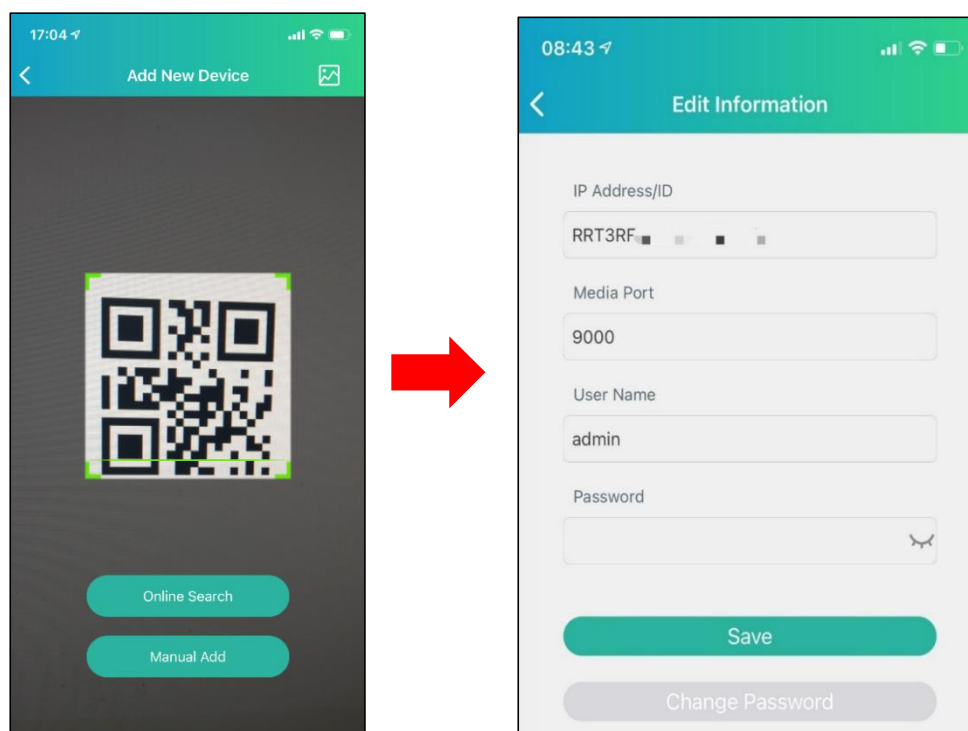 17:04
Add New Device
Online Search
Manual Add
08:43
Edit Information
IP Address/ID
RRT3RF
Media Port
9000
User Name
admin
Password
Save
Change Password